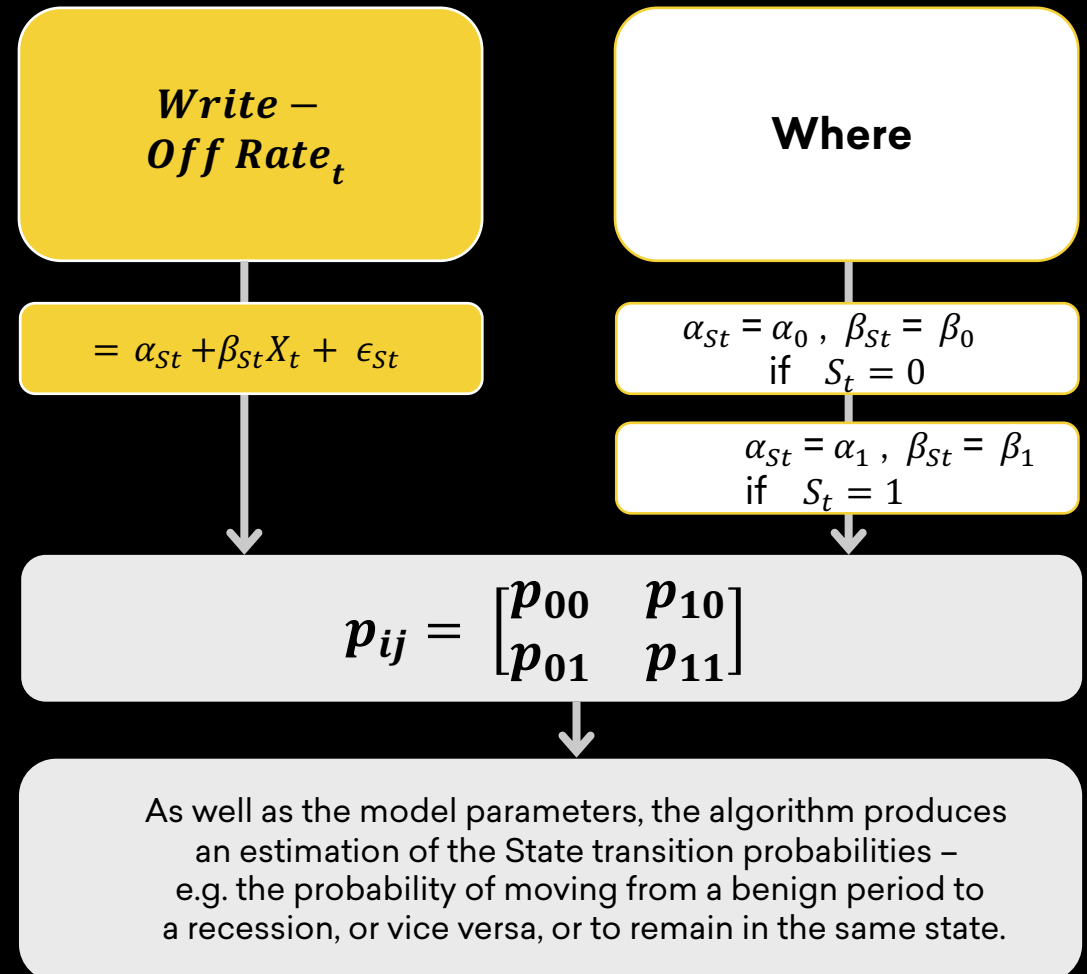 Write –
Off Rate_t
= α_St +β_St X_t + ϵ_St
Where
α_St = α_0 , β_St = β_0
if S_t = 0
α_St = α_1 , β_St = β_1
if S_t = 1
p_ij = [p_00 p_10
p_01 p_11]
As well as the model parameters, the algorithm produces
an estimation of the State transition probabilities –
e.g. the probability of moving from a benign period to
a recession, or vice versa, or to remain in the same state.